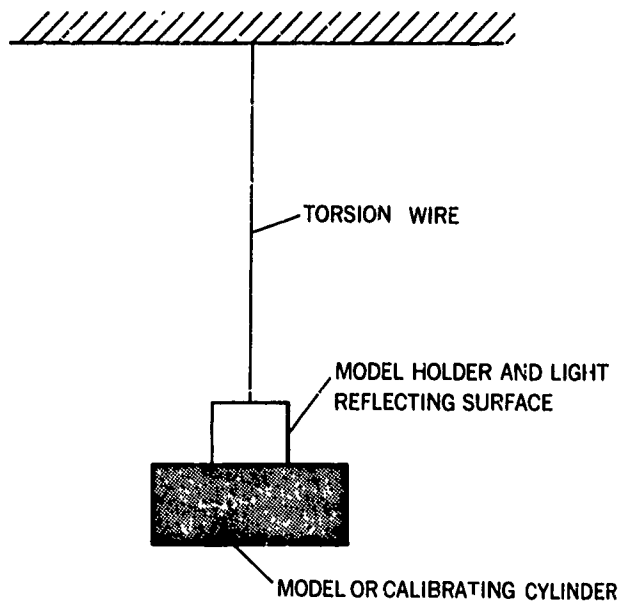 TORSION WIRE
MODEL HOLDER AND LIGHT
REFLECTING SURFACE
MODEL OR CALIBRATING CYLINDER